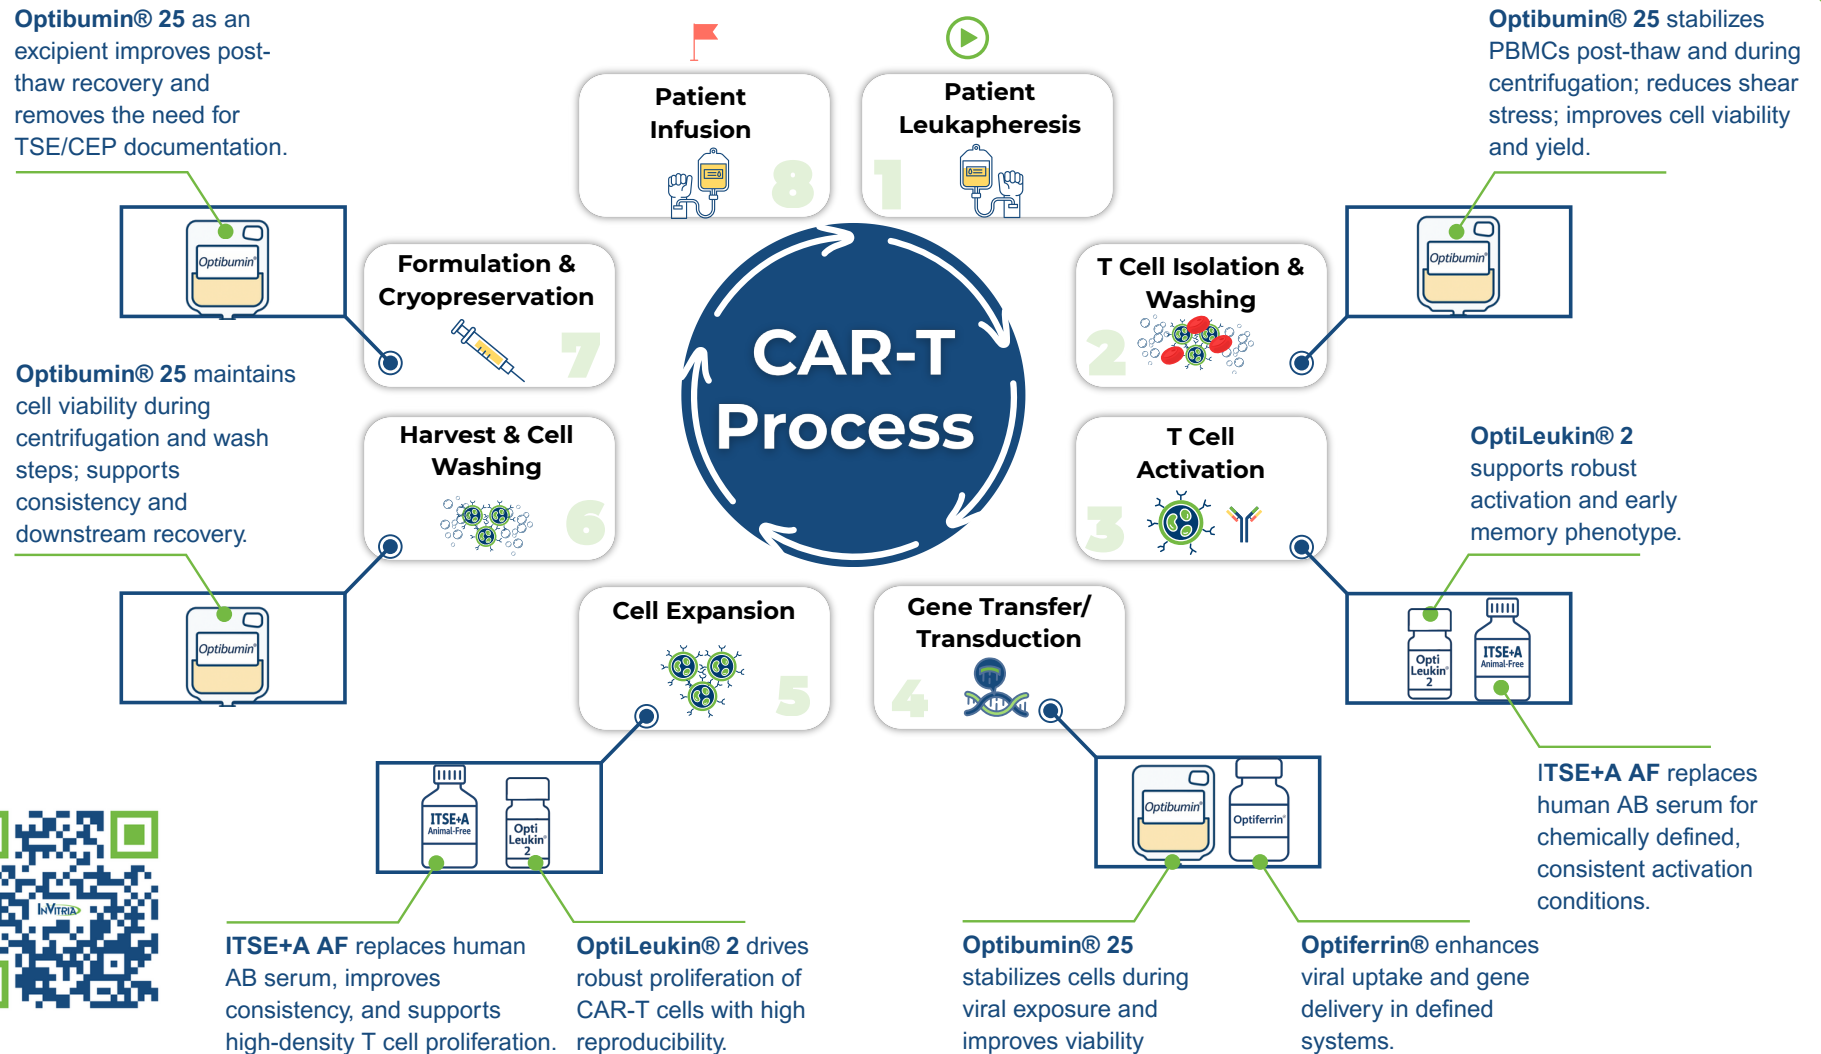 Optibumin® 25 as an
excipient improves post-
thaw recovery and
removes the need for
TSE/CEP documentation.
Optibumin® 25 stabilizes
PBMCs post-thaw and during
centrifugation; reduces shear
stress; improves cell viability
and yield.
Patient
Infusion
8
Patient
Leukapheresis
1
Optibumin®
Formulation &
Cryopreservation
7
T Cell Isolation &
Washing
2
Optibumin®
CAR-T
Process
Optibumin® 25 maintains
cell viability during
centrifugation and wash
steps; supports
consistency and
downstream recovery.
Harvest & Cell
Washing
6
T Cell
Activation
3
OptiLeukin® 2
supports robust
activation and early
memory phenotype.
Optibumin®
Cell Expansion
5
Gene Transfer/
Transduction
4
Opti
Leukin®
2
ITSE+A
Animal-Free
ITSE+A
Animal-Free
Opti
Leukin®
2
Optibumin®
Optiferrin®
ITSE+A AF replaces
human AB serum for
chemically defined,
consistent activation
conditions.
INVITRIA
ITSE+A AF replaces human
AB serum, improves
consistency, and supports
high-density T cell proliferation.
OptiLeukin® 2 drives
robust proliferation of
CAR-T cells with high
reproducibility.
Optibumin® 25
stabilizes cells during
viral exposure and
improves viability
Optiferrin® enhances
viral uptake and gene
delivery in defined
systems.